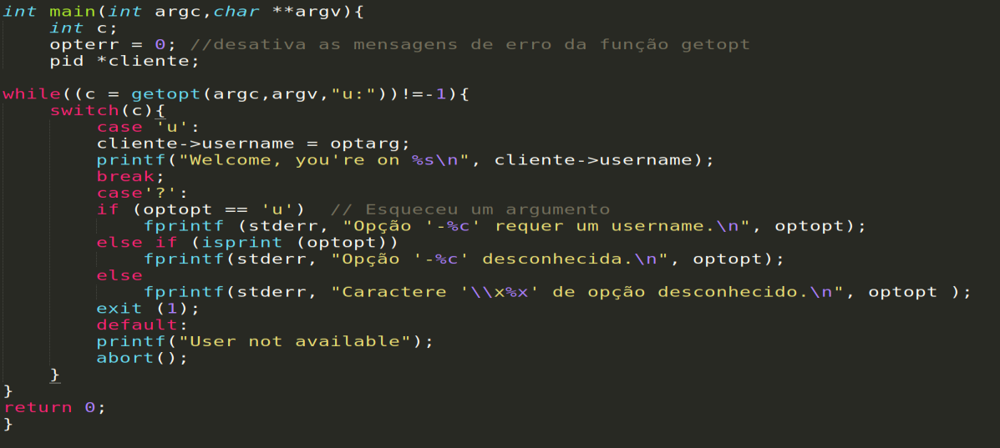 int main(int argc,char **argv){
int c;
opterr = 0; //desativa as mensagens de erro da função getopt
pid *cliente;
while((c = getopt(argc,argv,"u:"))!=-1){
switch(c){
case 'u':
cliente->username = optarg;
printf("Welcome, you're on %s\n", cliente->username);
break;
case'?':
if (optopt == 'u') // Esqueceu um argumento
fprintf (stderr, "Opção '-%c' requer um username.\n", optopt);
else if (isprint (optopt))
fprintf(stderr, "Opção '-%c' desconhecida.\n", optopt);
else
fprintf(stderr, "Caractere '\\x%x' de opção desconhecido.\n", optopt );
exit (1);
default:
printf("User not available");
abort();
}
}
return 0;
}